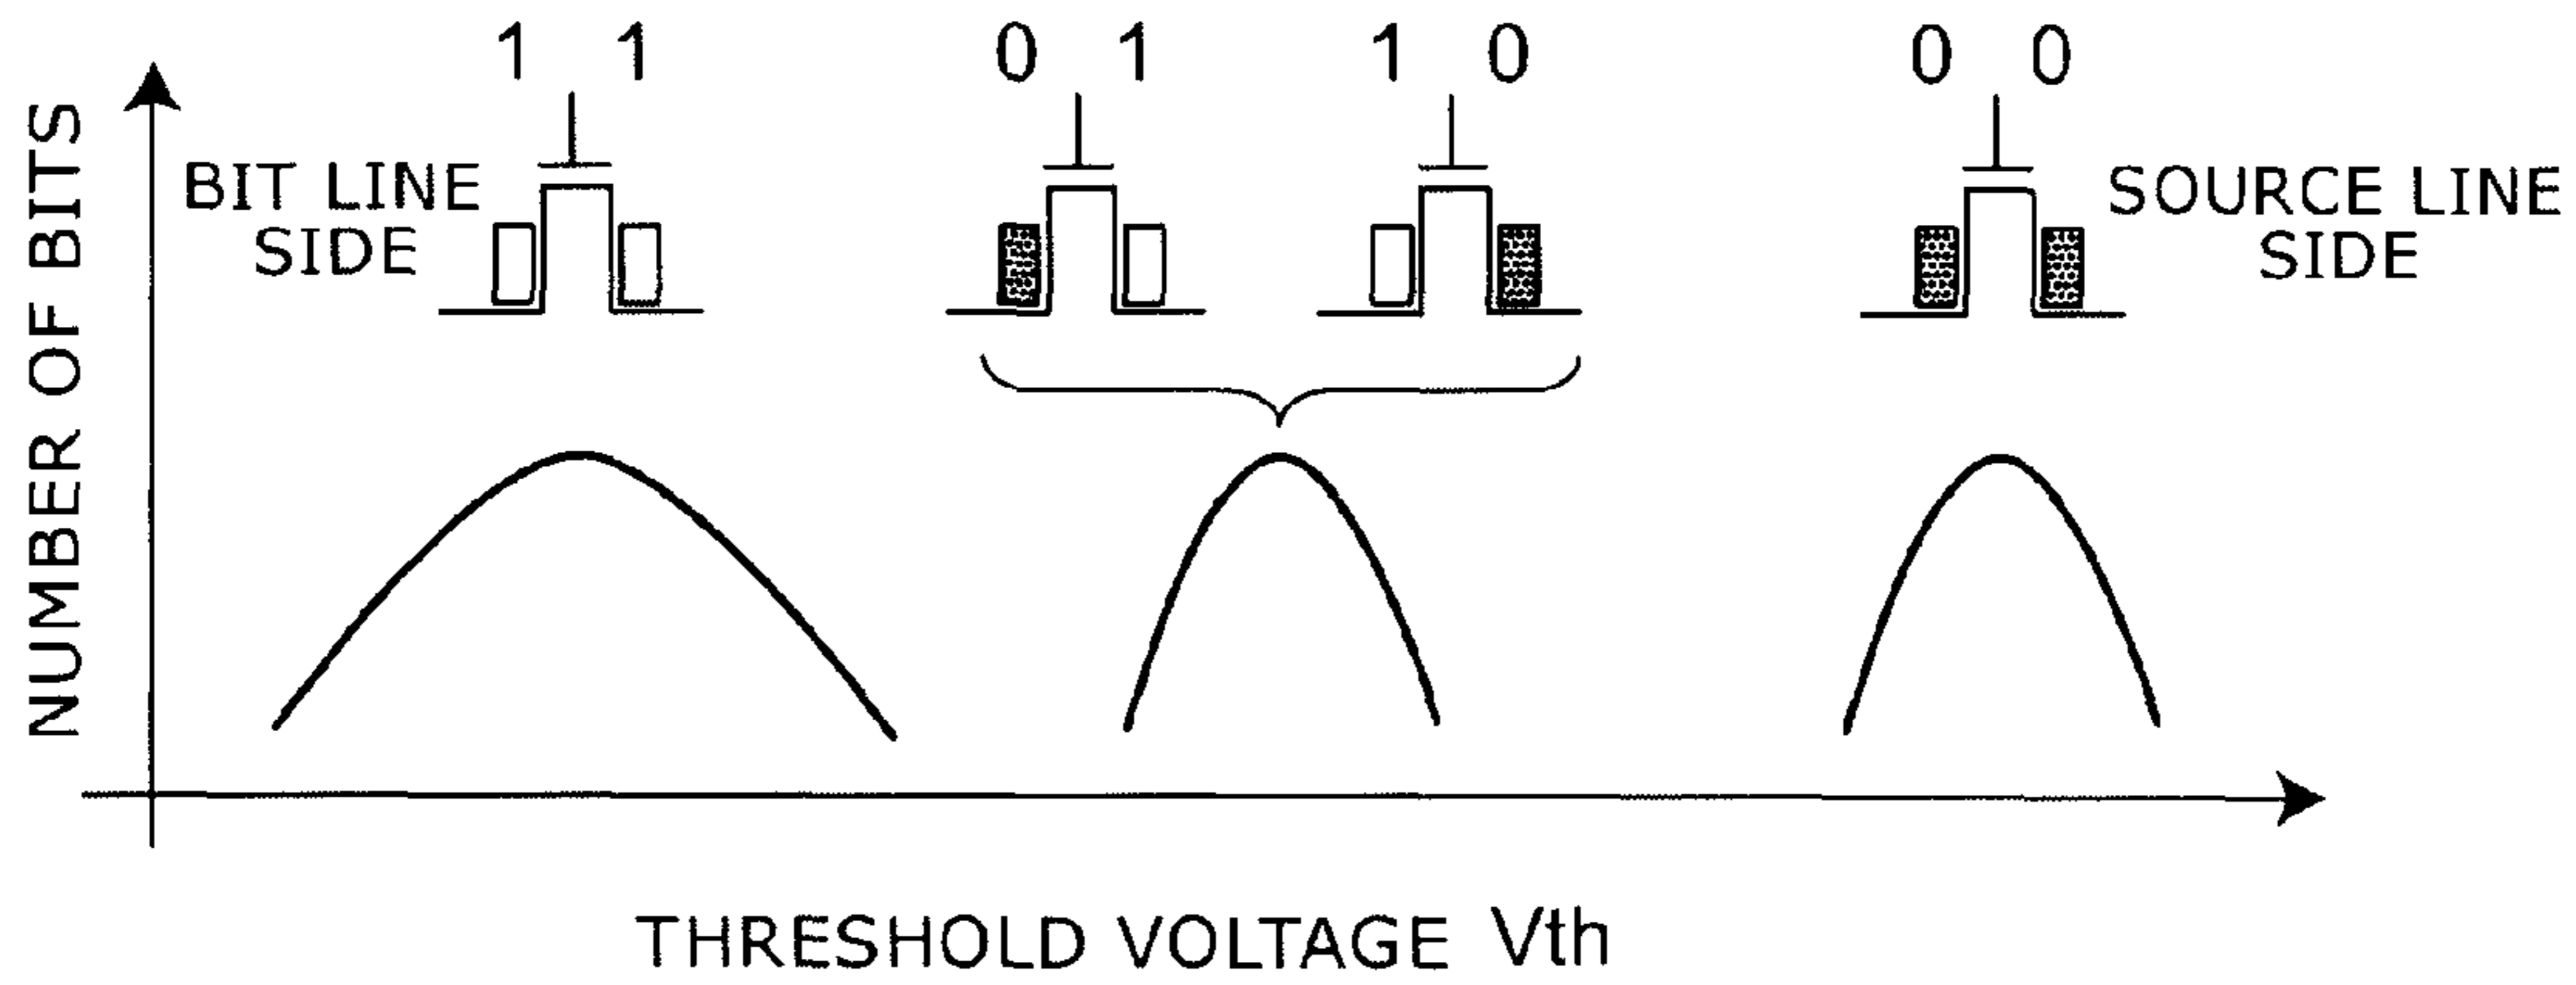 1 1 0 1 1 0 0 0
BIT LINE
SIDE
SOURCE LINE
SIDE
NUMBER OF BITS
THRESHOLD VOLTAGE Vth